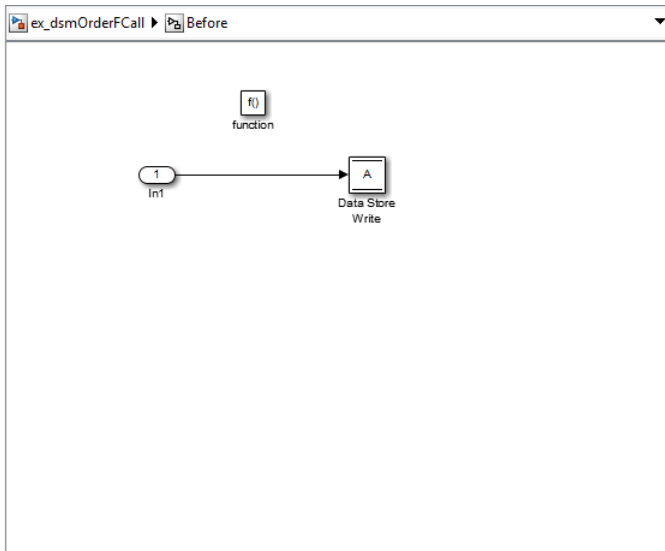 ex_dsmOrderFCall Before
f()
function
1
In1
A
Data Store
Write